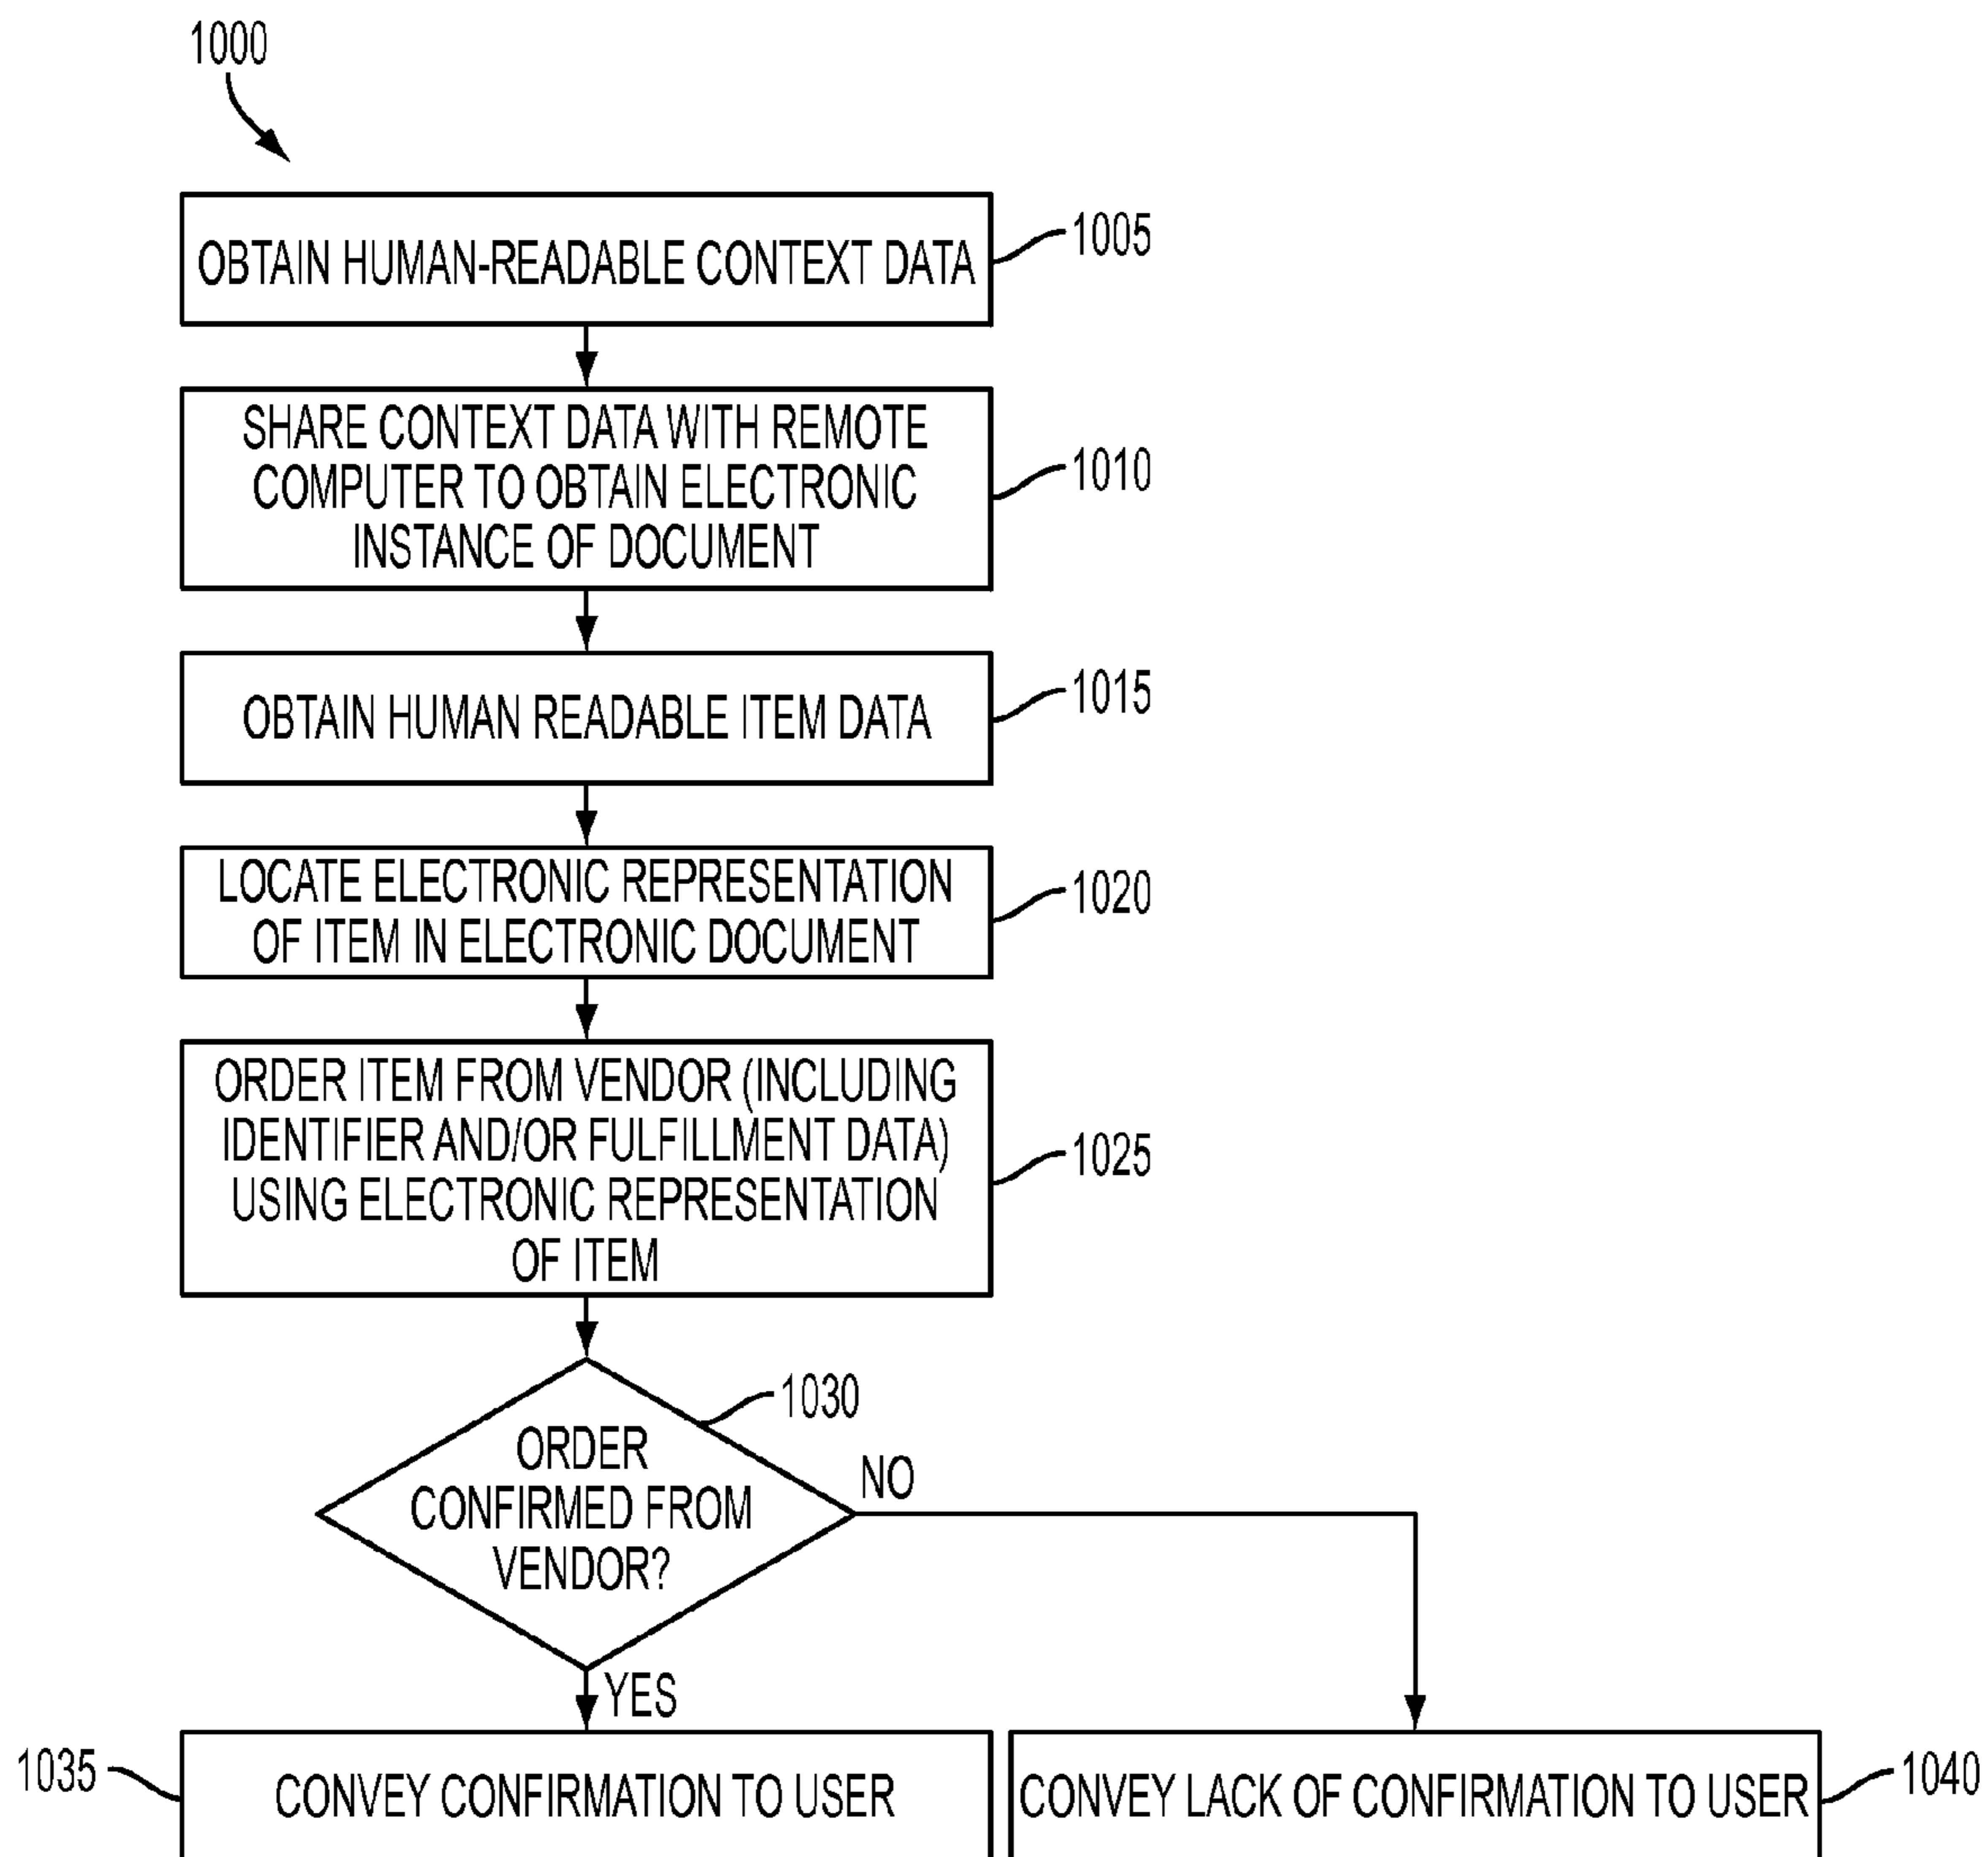 1000
OBTAIN HUMAN-READABLE CONTEXT DATA
1005
SHARE CONTEXT DATA WITH REMOTE
COMPUTER TO OBTAIN ELECTRONIC
INSTANCE OF DOCUMENT
1010
OBTAIN HUMAN READABLE ITEM DATA
1015
LOCATE ELECTRONIC REPRESENTATION
OF ITEM IN ELECTRONIC DOCUMENT
1020
ORDER ITEM FROM VENDOR (INCLUDING
IDENTIFIER AND/OR FULFILLMENT DATA)
USING ELECTRONIC REPRESENTATION
OF ITEM
1025
1030
ORDER
CONFIRMED FROM
VENDOR?
NO
YES
1035
CONVEY CONFIRMATION TO USER
CONVEY LACK OF CONFIRMATION TO USER
1040